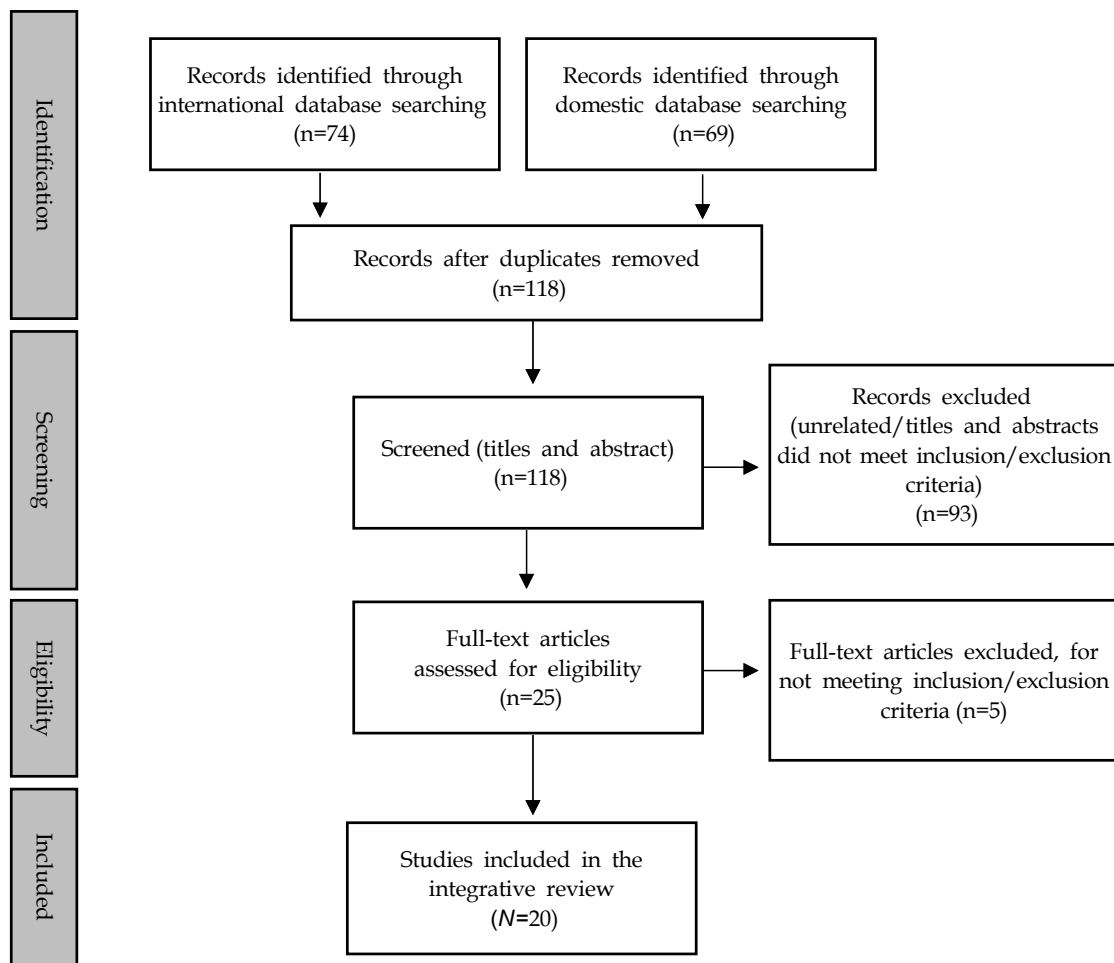 Identification
Records identified through
international database searching
(n=74)
Records identified through
domestic database searching
(n=69)
Records after duplicates removed
(n=118)
Screening
Screened (titles and abstract)
(n=118)
Records excluded
(unrelated/titles and abstracts
did not meet inclusion/exclusion
criteria)
(n=93)
Eligibility
Full-text articles
assessed for eligibility
(n=25)
Full-text articles excluded, for
not meeting inclusion/exclusion
criteria (n=5)
Included
Studies included in the
integrative review
(N=20)